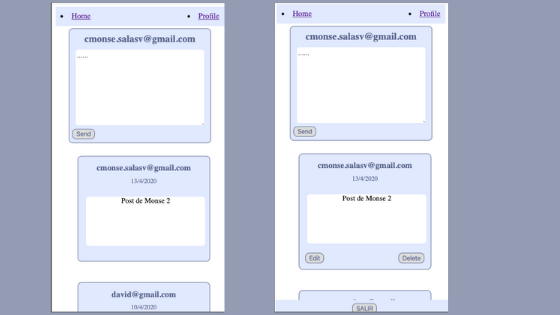 Home
Profile
cmonse.salasv@gmail.com
......
Send
cmonse.salasv@gmail.com
13/4/2020
Post de Monse 2
david@gmail.com
10/4/2020
Home
Profile
cmonse.salasv@gmail.com
......
Send
cmonse.salasv@gmail.com
13/4/2020
Post de Monse 2
Edit
Delete
SALIR